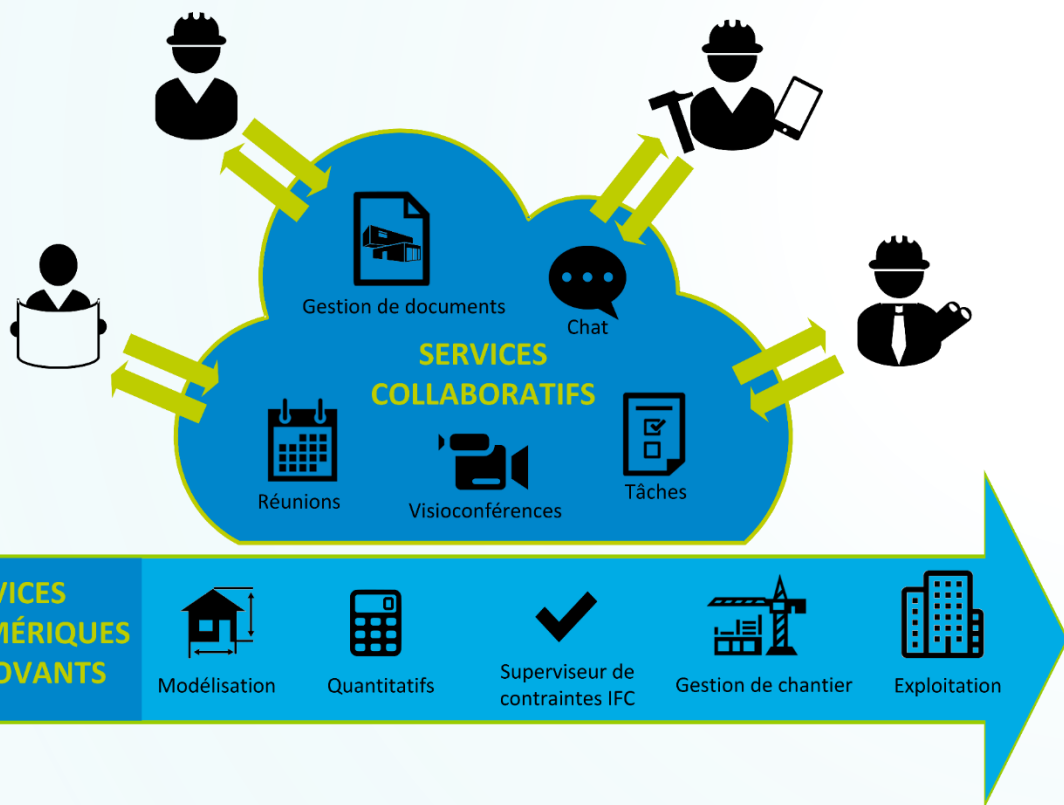 Gestion de documents
Chat
SERVICES
COLLABORATIFS
Réunions
Visioconférences
Tâches
VICES
MÉRIQUES
OVANTS
Modélisation
Quantitatifs
Superviseur de
contraintes IFC
Gestion de chantier
Exploitation